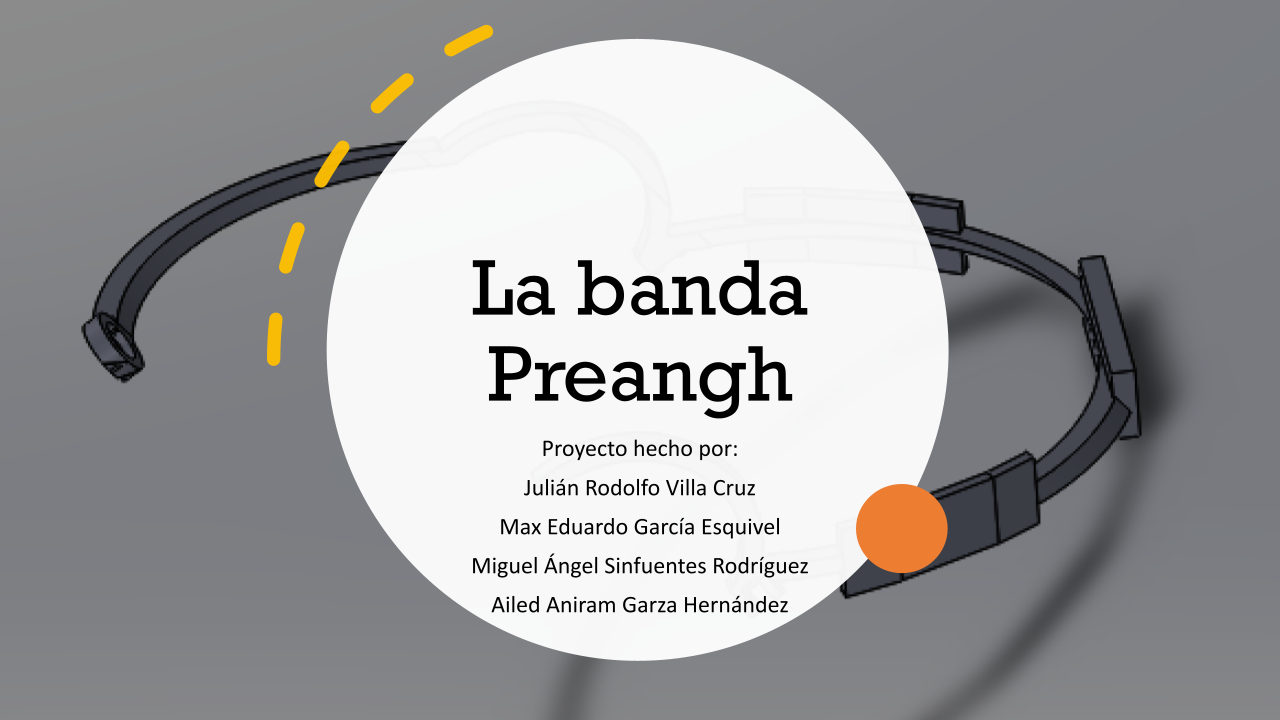 La banda
Preangh
Proyecto hecho por:
Julián Rodolfo Villa Cruz
Max Eduardo García Esquivel
Miguel Ángel Sinfuentes Rodríguez
Ailed Aniram Garza Hernández